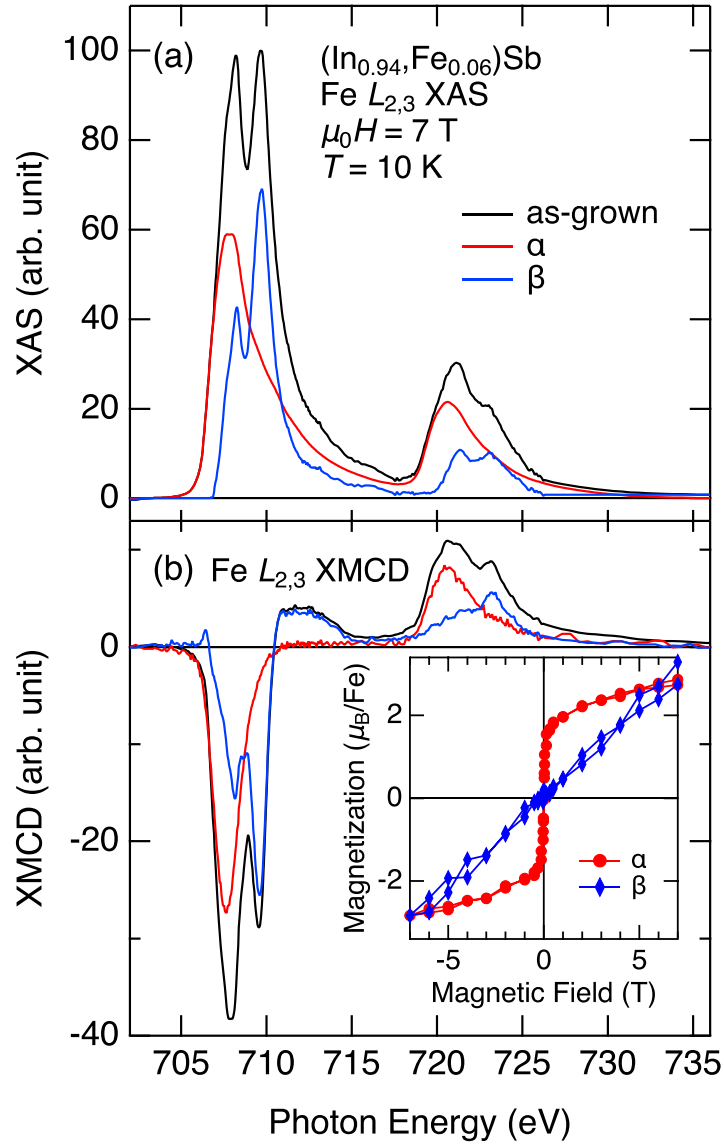 (a)
(In0.94,Fe0.06)Sb
Fe L2,3 XAS
μ0H = 7 T
T = 10 K
as-grown
α
β
100
80
60
40
20
0
XAS (arb. unit)
(b) Fe L2,3 XMCD
0
-20
-40
XMCD (arb. unit)
Magnetization (μB/Fe)
2
0
-2
α
β
-5 0 5
Magnetic Field (T)
705 710 715 720 725 730 735
Photon Energy (eV)